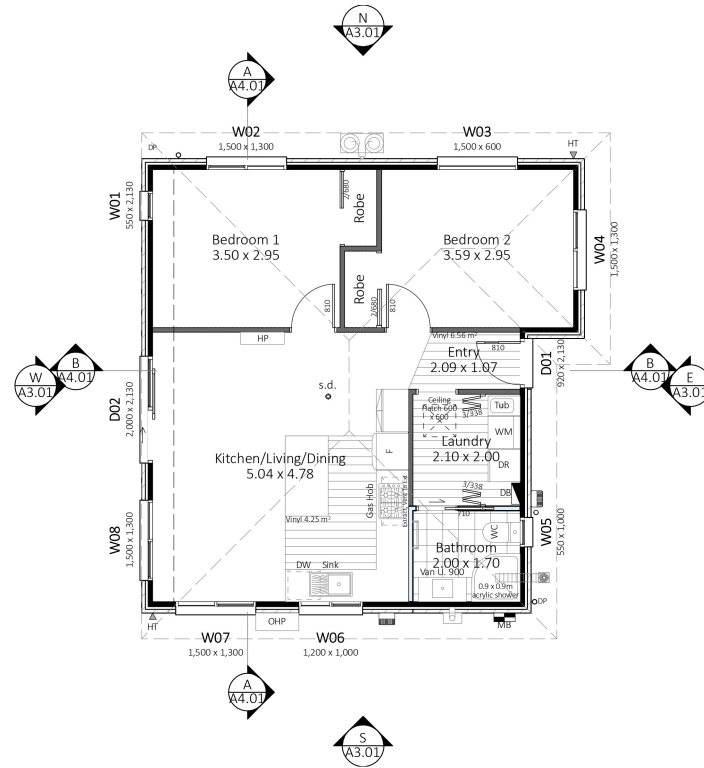 N
A3.01
A
A4.01
W02
1,500 x 1,300
W03
1,500 x 600
DP
HT
W01
550 x 2,130
2/680
Robe
Bedroom 1
3.50 x 2.95
Bedroom 2
3.59 x 2.95
W04
1,500 x 1,300
Robe
2/680
810
810
HP
Vinyl 6.56 m²
810
Entry
2.09 x 1.07
D01
920 x 2,130
W
A3.01
B
A4.01
B
A4.01
E
A3.01
D02
2,000 x 2,130
s.d.
Ceiling
Hatch 600
x 600
3/338
Tub
WM
Laundry
2.10 x 2.00
DR
DB
3/338
F
Kitchen/Living/Dining
5.04 x 4.78
Gas Hob
Vinyl 4.25 m²
710
W08
1,500 x 1,300
WC
W05
550 x 1,000
Bathroom
2.00 x 1.70
Van U. 900
0.9 x 0.9m
acrylic shower
DW Sink
DP
HT
W07
1,500 x 1,300
OHP
W06
1,200 x 1,000
MB
A
A4.01
S
A3.01